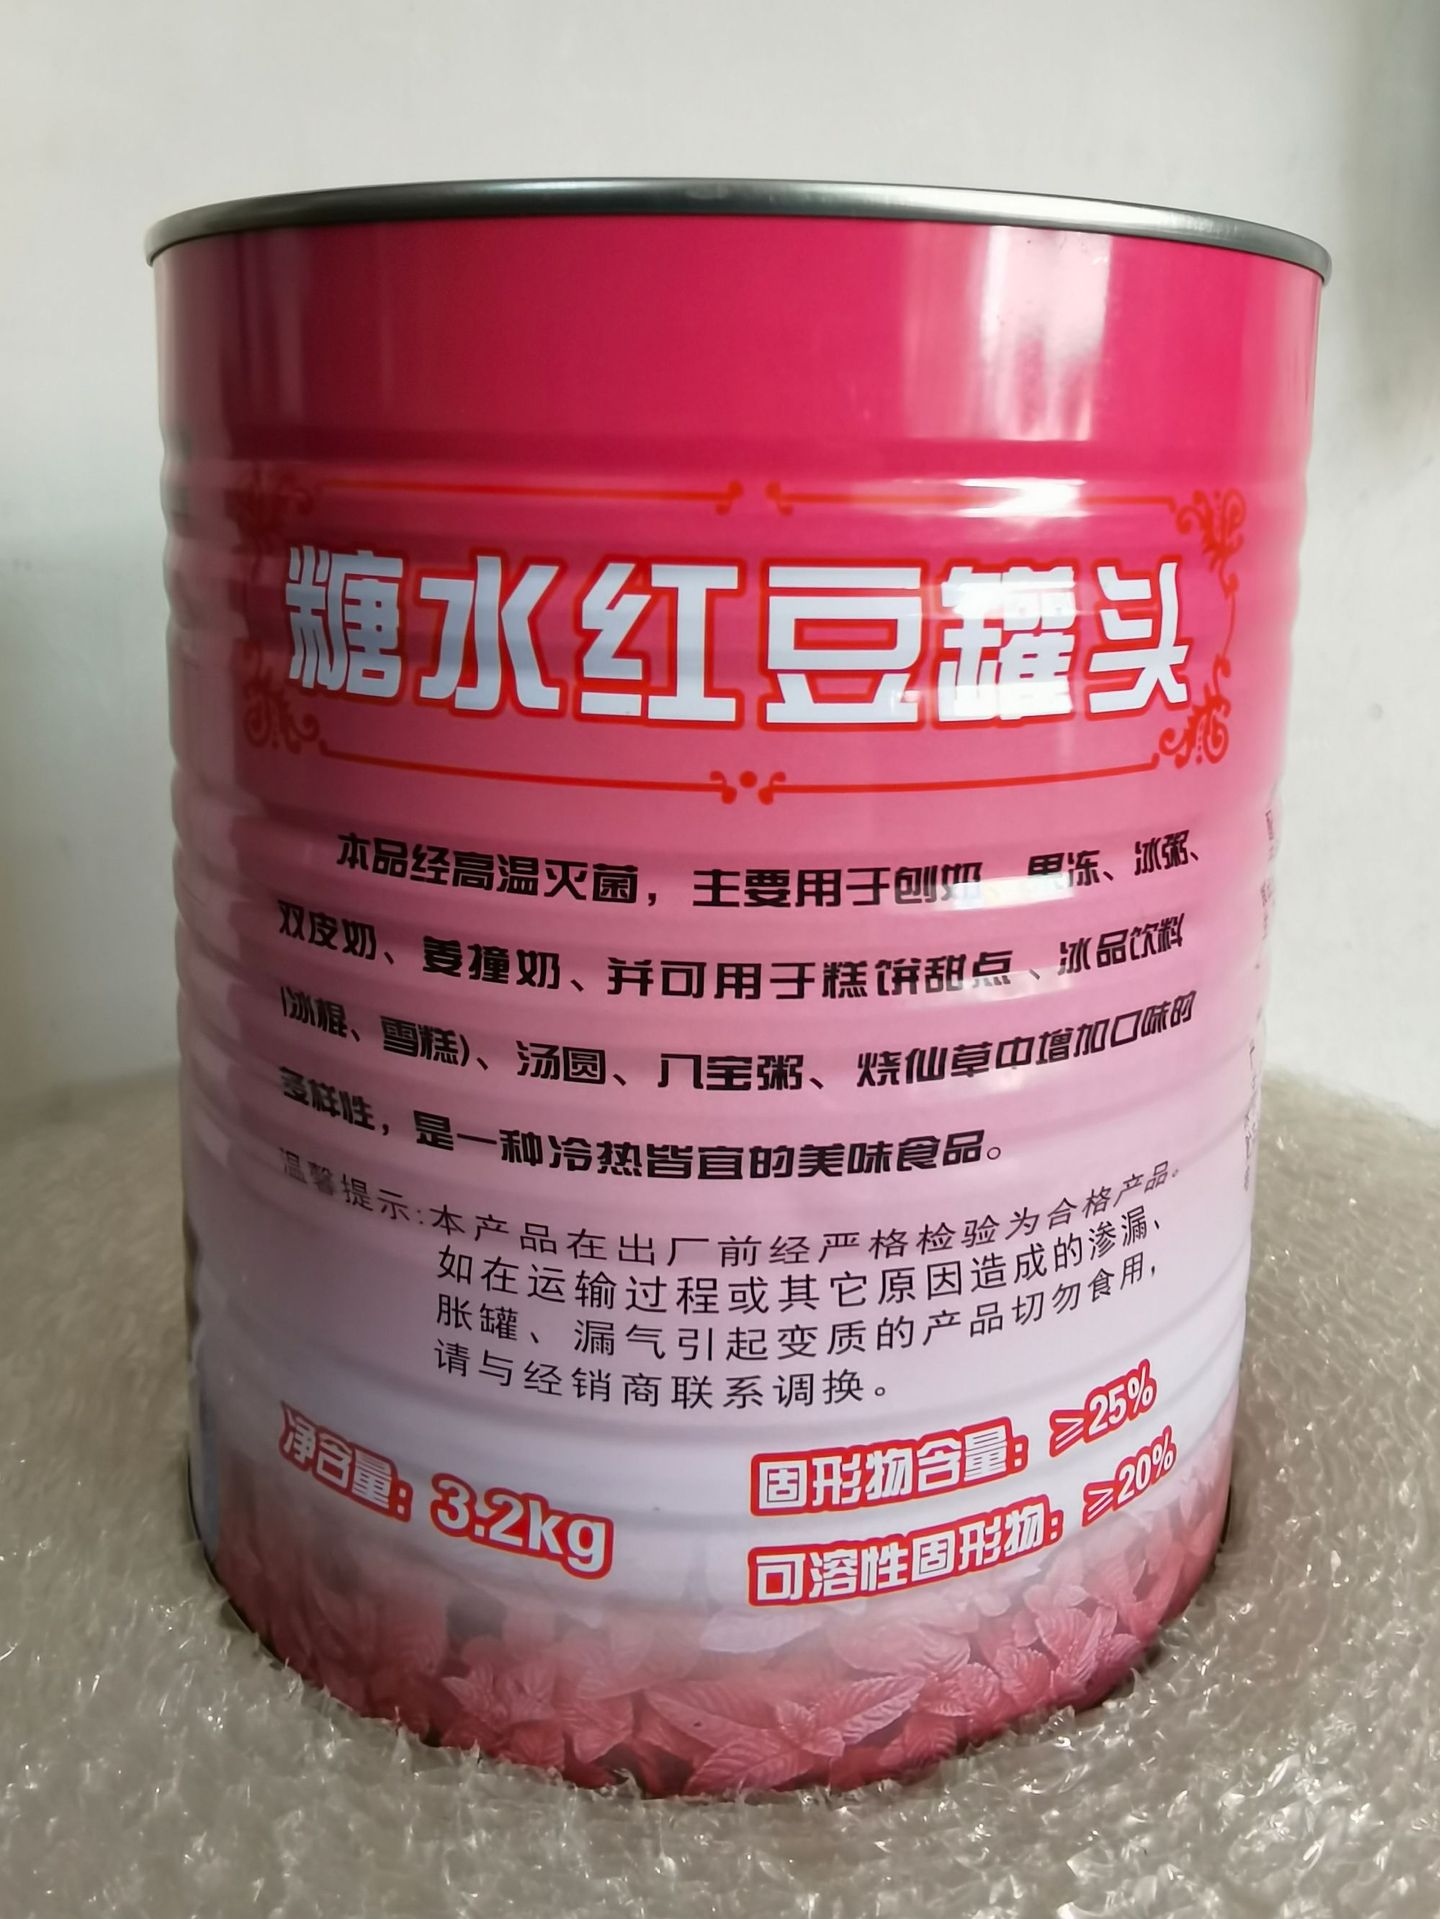 糖水红豆罐头
本品经高温灭菌，主要用于刨奶、果冻、冰粥、
双皮奶、姜撞奶、并可用于糕饼甜点、冰品饮料
(冰棍、雪糕)、汤圆、八宝粥、烧仙草中增加口味的
多样性，是一种冷热皆宜的美味食品。
温馨提示:本产品在出厂前经严格检验为合格产品。
如在运输过程或其它原因造成的渗漏、
胀罐、漏气引起变质的产品切勿食用，
请与经销商联系调换。
净含量：3.2kg
固形物含量：≥25%
可溶性固形物：≥20%